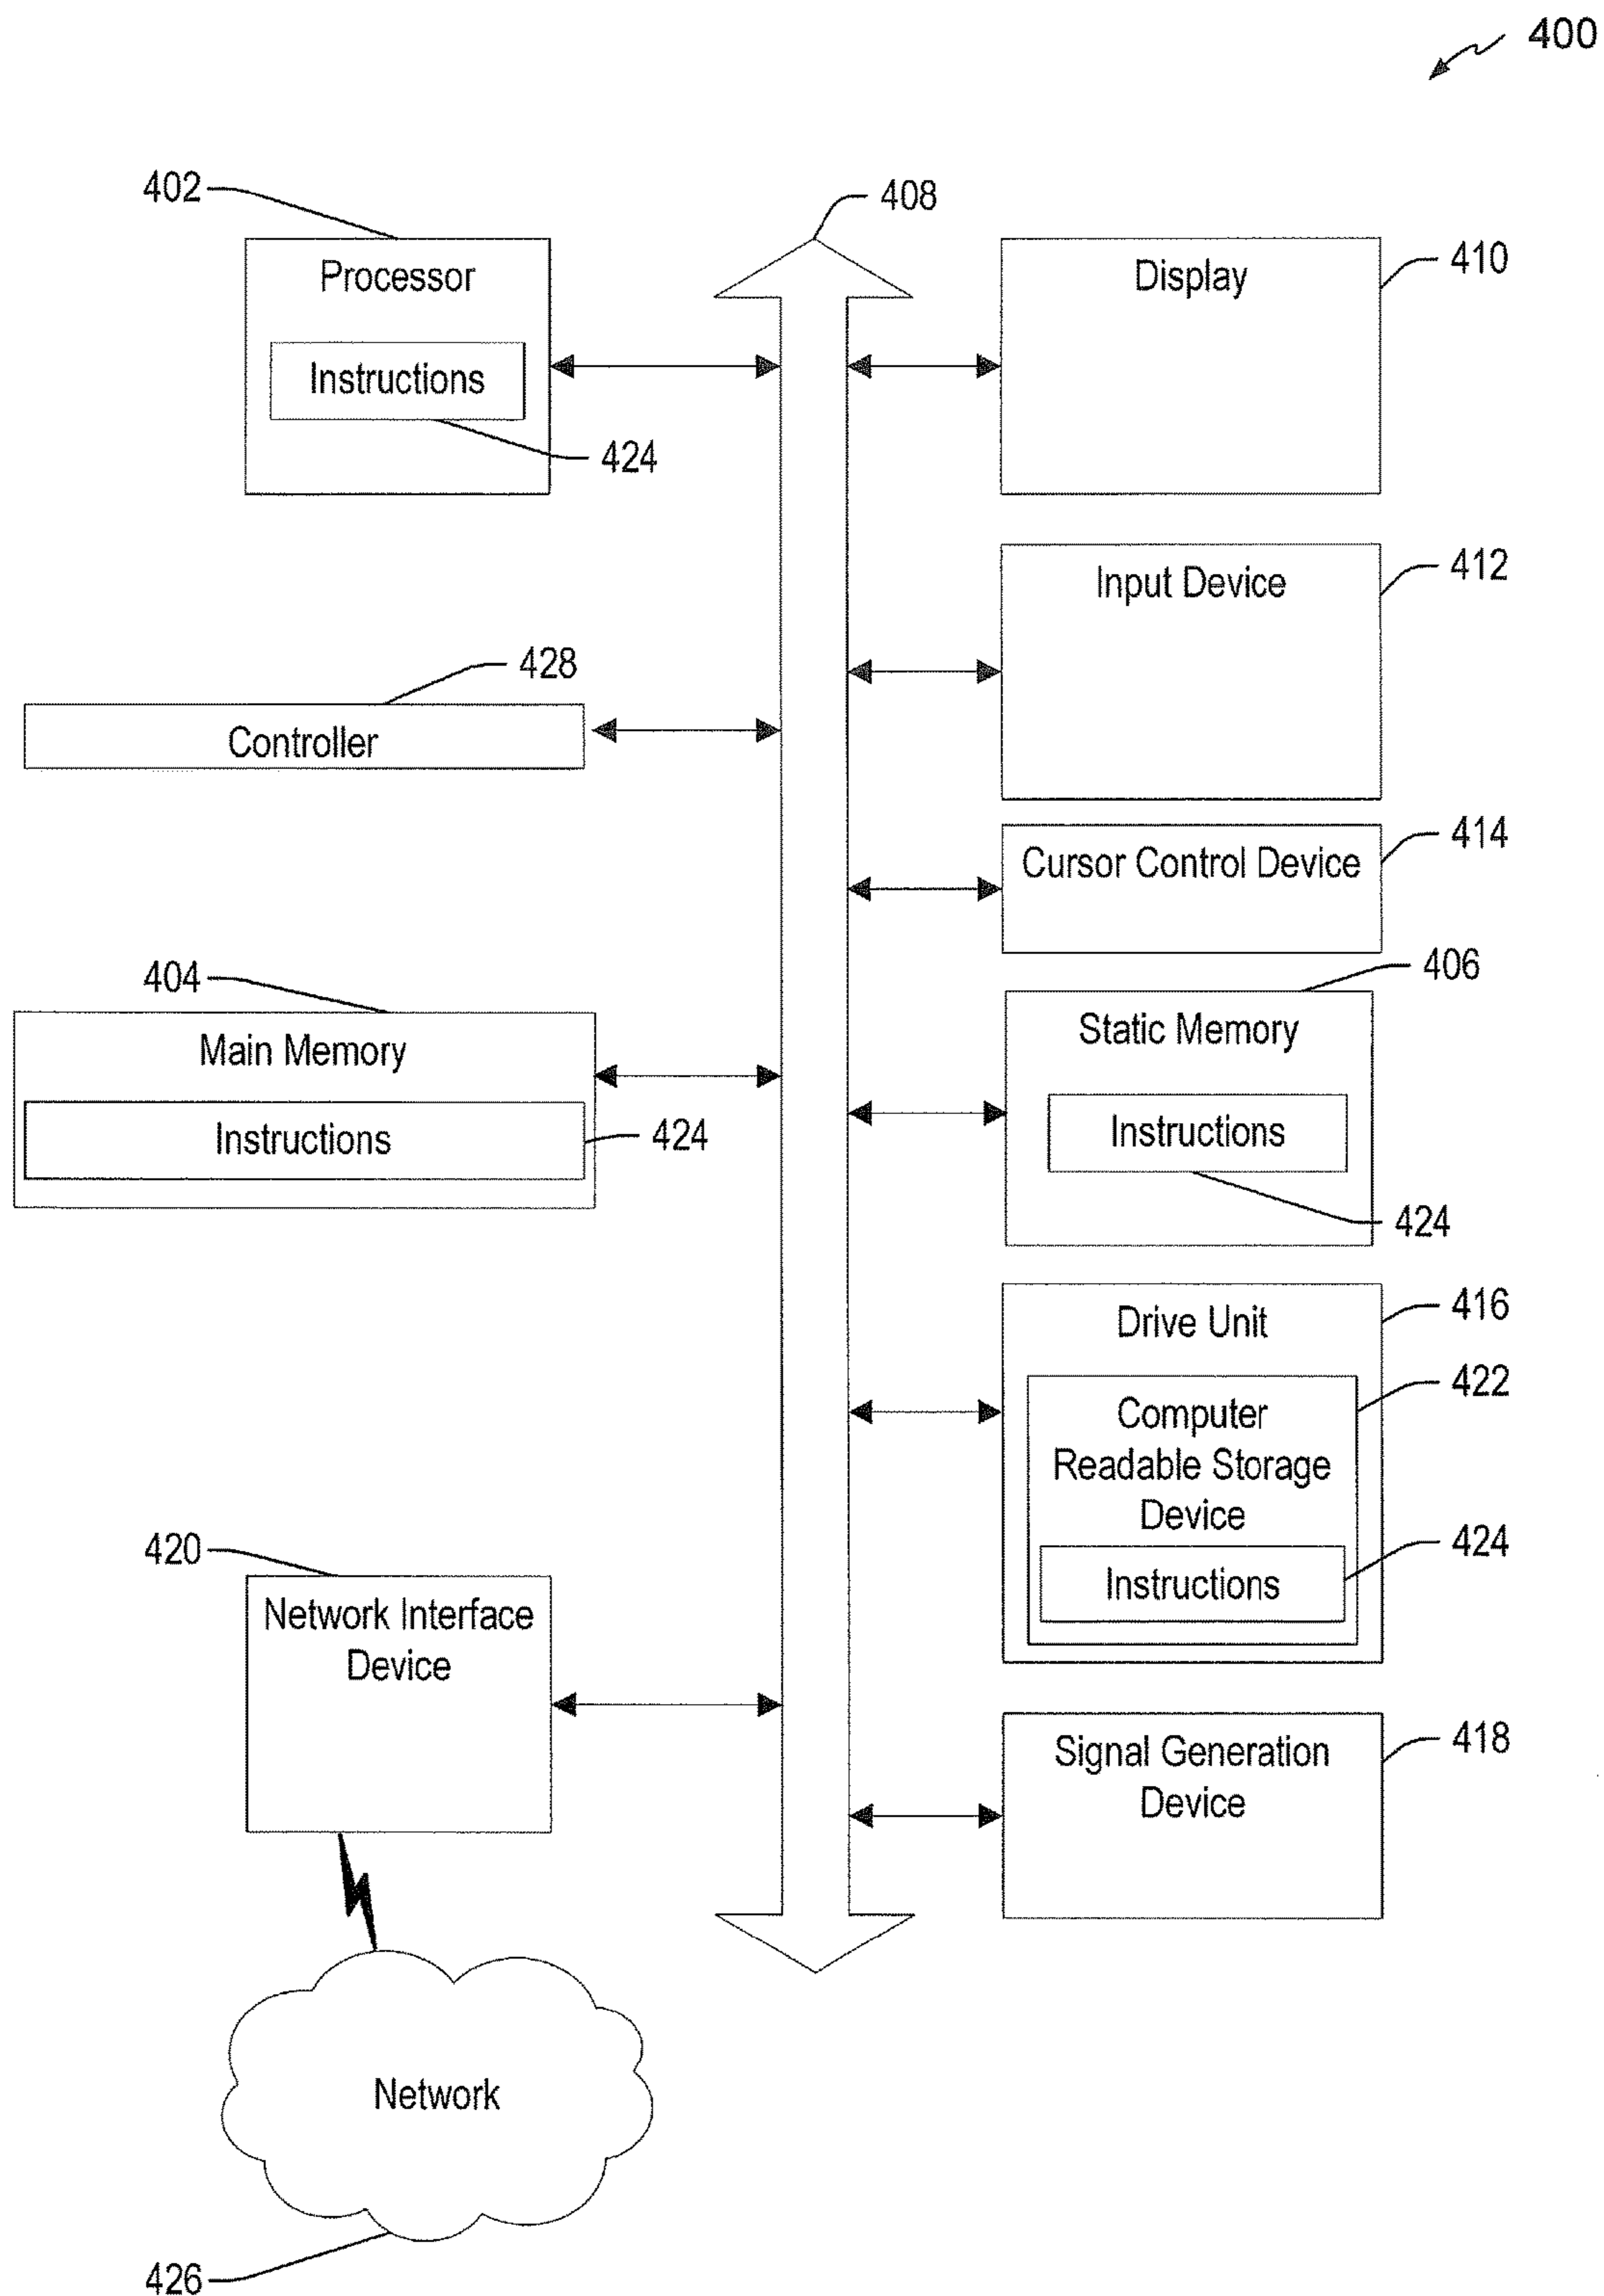 400
402
408
Processor
Display
410
Instructions
424
Input Device
412
428
Controller
Cursor Control Device
414
404
406
Main Memory
Static Memory
Instructions
424
Instructions
424
Drive Unit
416
Computer
Readable Storage
Device
422
Instructions
424
420
Network Interface
Device
Signal Generation
Device
418
Network
426